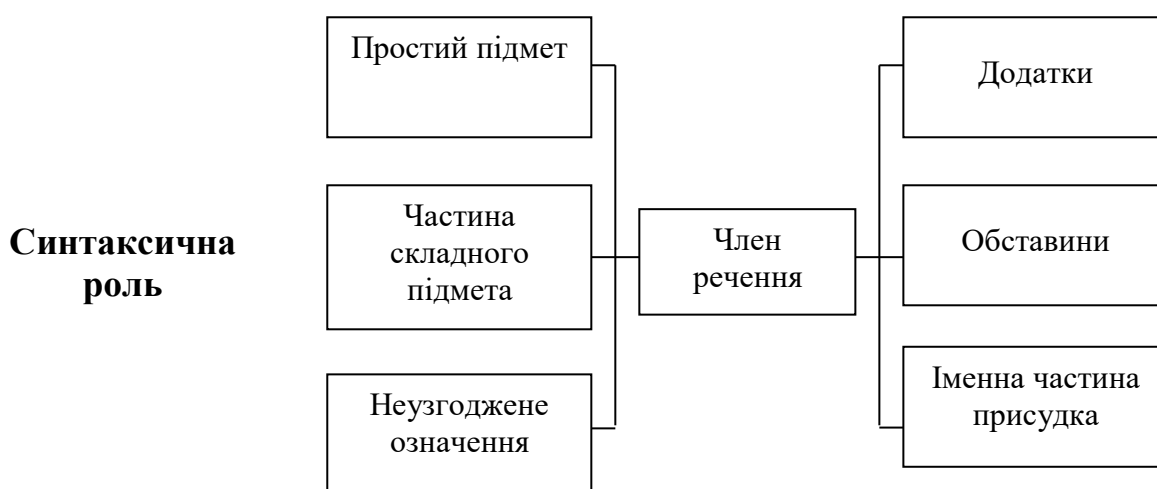 Синтаксична
роль
Простий підмет
Частина
складного
підмета
Неузгоджене
означення
Член
речення
Додатки
Обставини
Іменна частина
присудка